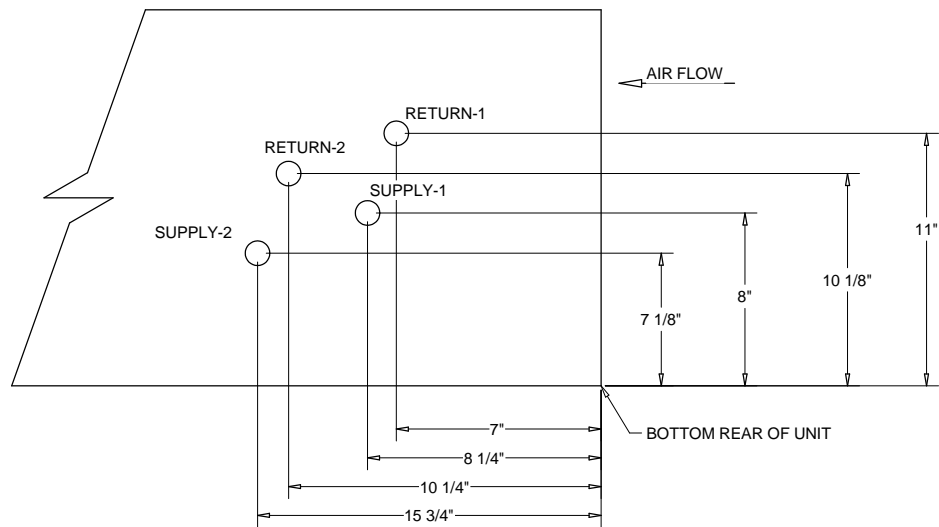 AIR FLOW
RETURN-1
RETURN-2
SUPPLY-1
SUPPLY-2
11"
10 1/8"
8"
7 1/8"
7"
BOTTOM REAR OF UNIT
8 1/4"
10 1/4"
15 3/4"